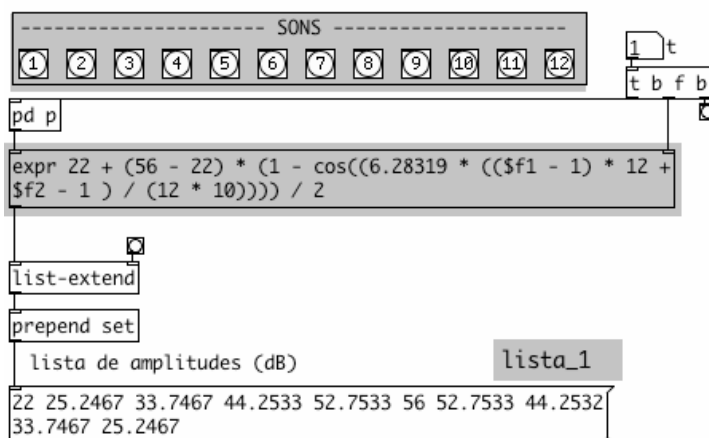 ---------------------- SONS ---------------------
1 2 3 4 5 6 7 8 9 10 11 12
1 t
t b f b
pd p
expr 22 + (56 - 22) * (1 - cos((6.28319 * (($f1 - 1) * 12 +
$f2 - 1 ) / (12 * 10)))) / 2
list-extend
prepend set
lista de amplitudes (dB)
lista_1
22 25.2467 33.7467 44.2533 52.7533 56 52.7533 44.2532
33.7467 25.2467